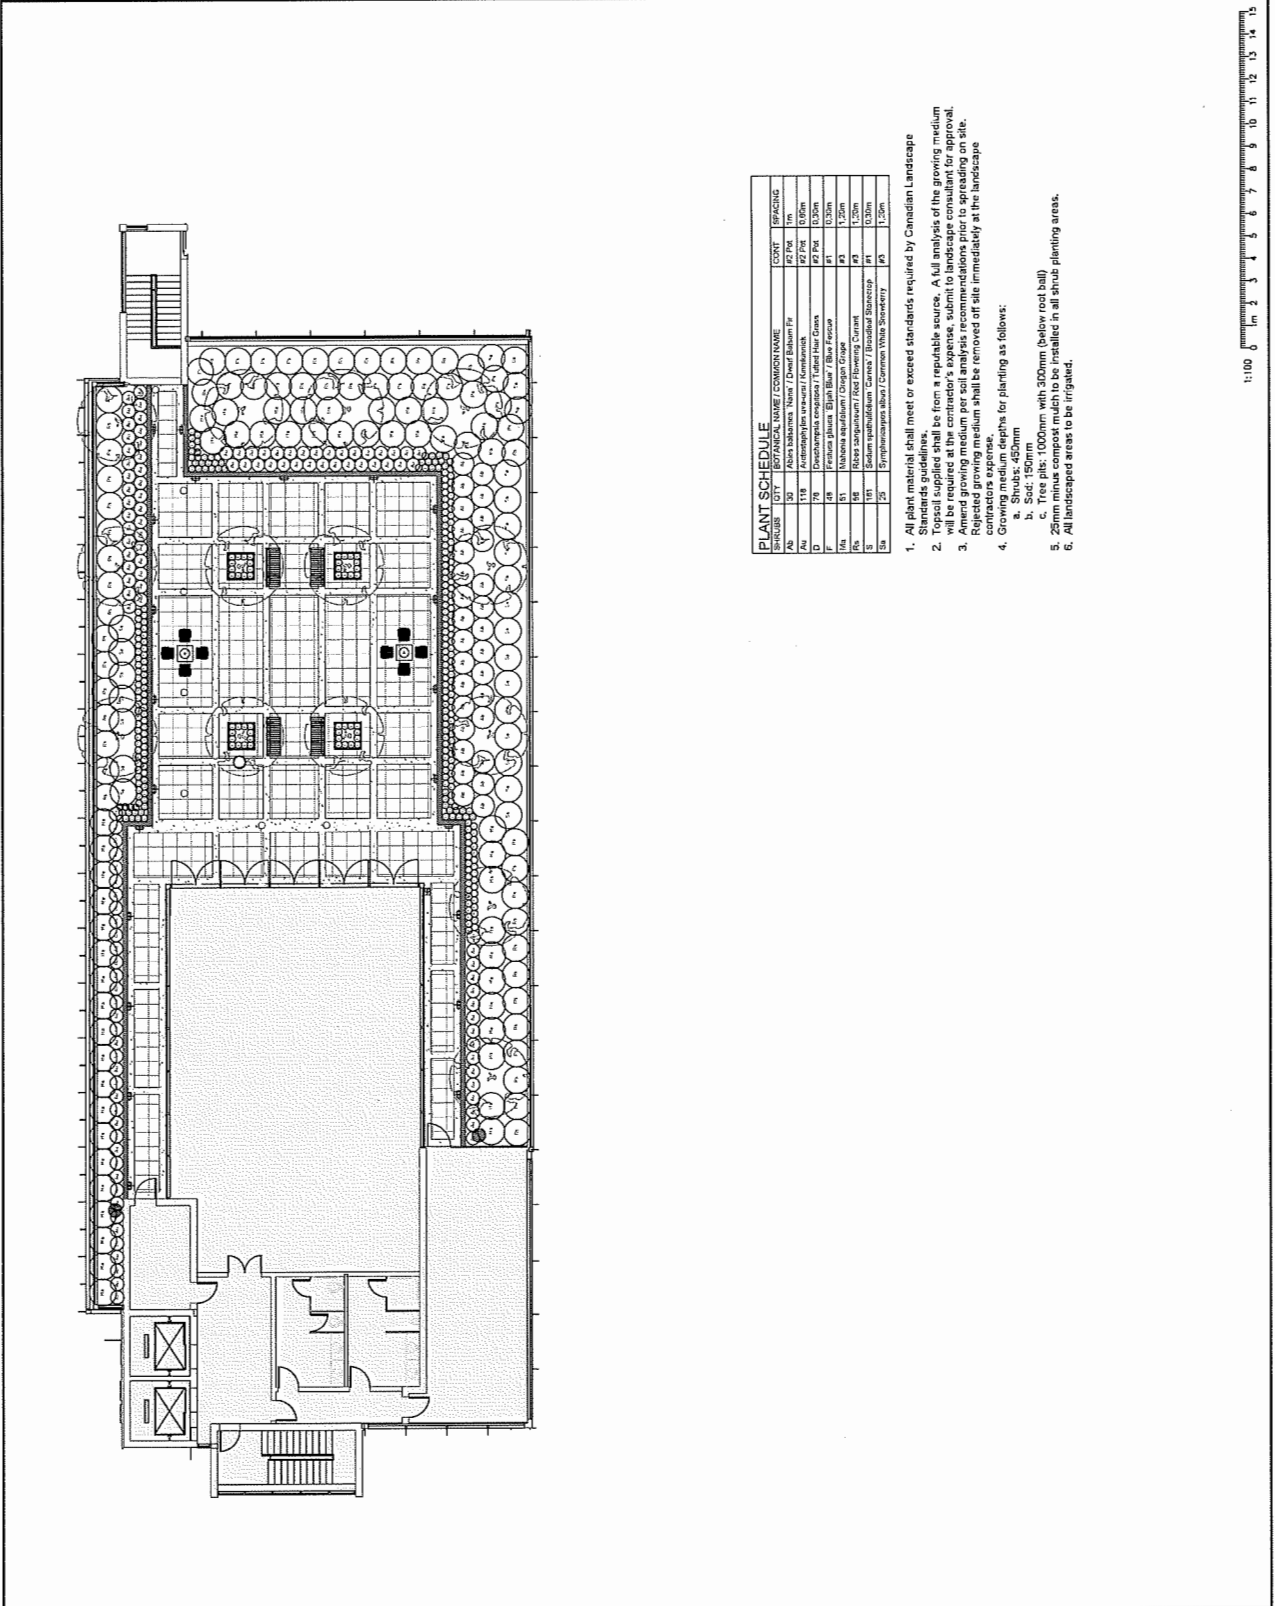 PLANT SCHEDULE
SHRUBS QTY BOTANICAL NAME / COMMON NAME CONT SPACING
Ab 30 Abies balsamea `Nana` / Dwarf Balsam Fir #2 Pot 1m
Au 118 Arctostaphylos uva-ursi / Kinnikinnick #2 Pot 0,60m
D 76 Deschampsia cespitosa / Tufted Hair Grass #2 Pot 0,30m
F 48 Festuca glauca `Elijah Blue` / Blue Fescue #1 0,30m
Ma 51 Mahonia aquifolium / Oregon Grape #3 1,20m
Rs Ribes sanguineum / Red Flowering Currant #3 1,20m
S 161 Sedum spathulifolium `Carnea` / Broadleaf Stonecrop #1 0,30m
Sa 25 Symphoricarpos albus / Common White Snowberry #3 1,20m
1. All plant material shall meet or exceed standards required by Canadian Landscape
Standards guidelines.
2. Topsoil supplied shall be from a reputable source. A full analysis of the growing medium
will be required at the contractor's expense, submit to landscape consultant for approval.
3. Amend growing medium per soil analysis recommendations prior to spreading on site.
Rejected growing medium shall be removed off site immediately at the landscape
contractors expense.
4. Growing medium depths for planting as follows:
a. Shrubs: 450mm
b. Sod: 150mm
c. Tree pits: 1000mm with 300mm (below root ball)
5. 25mm minus compost mulch to be installed in all shrub planting areas.
6. All landscaped areas to be irrigated.
1:100 0 1m 2 3 4 5 6 7 8 9 10 11 12 13 14 15